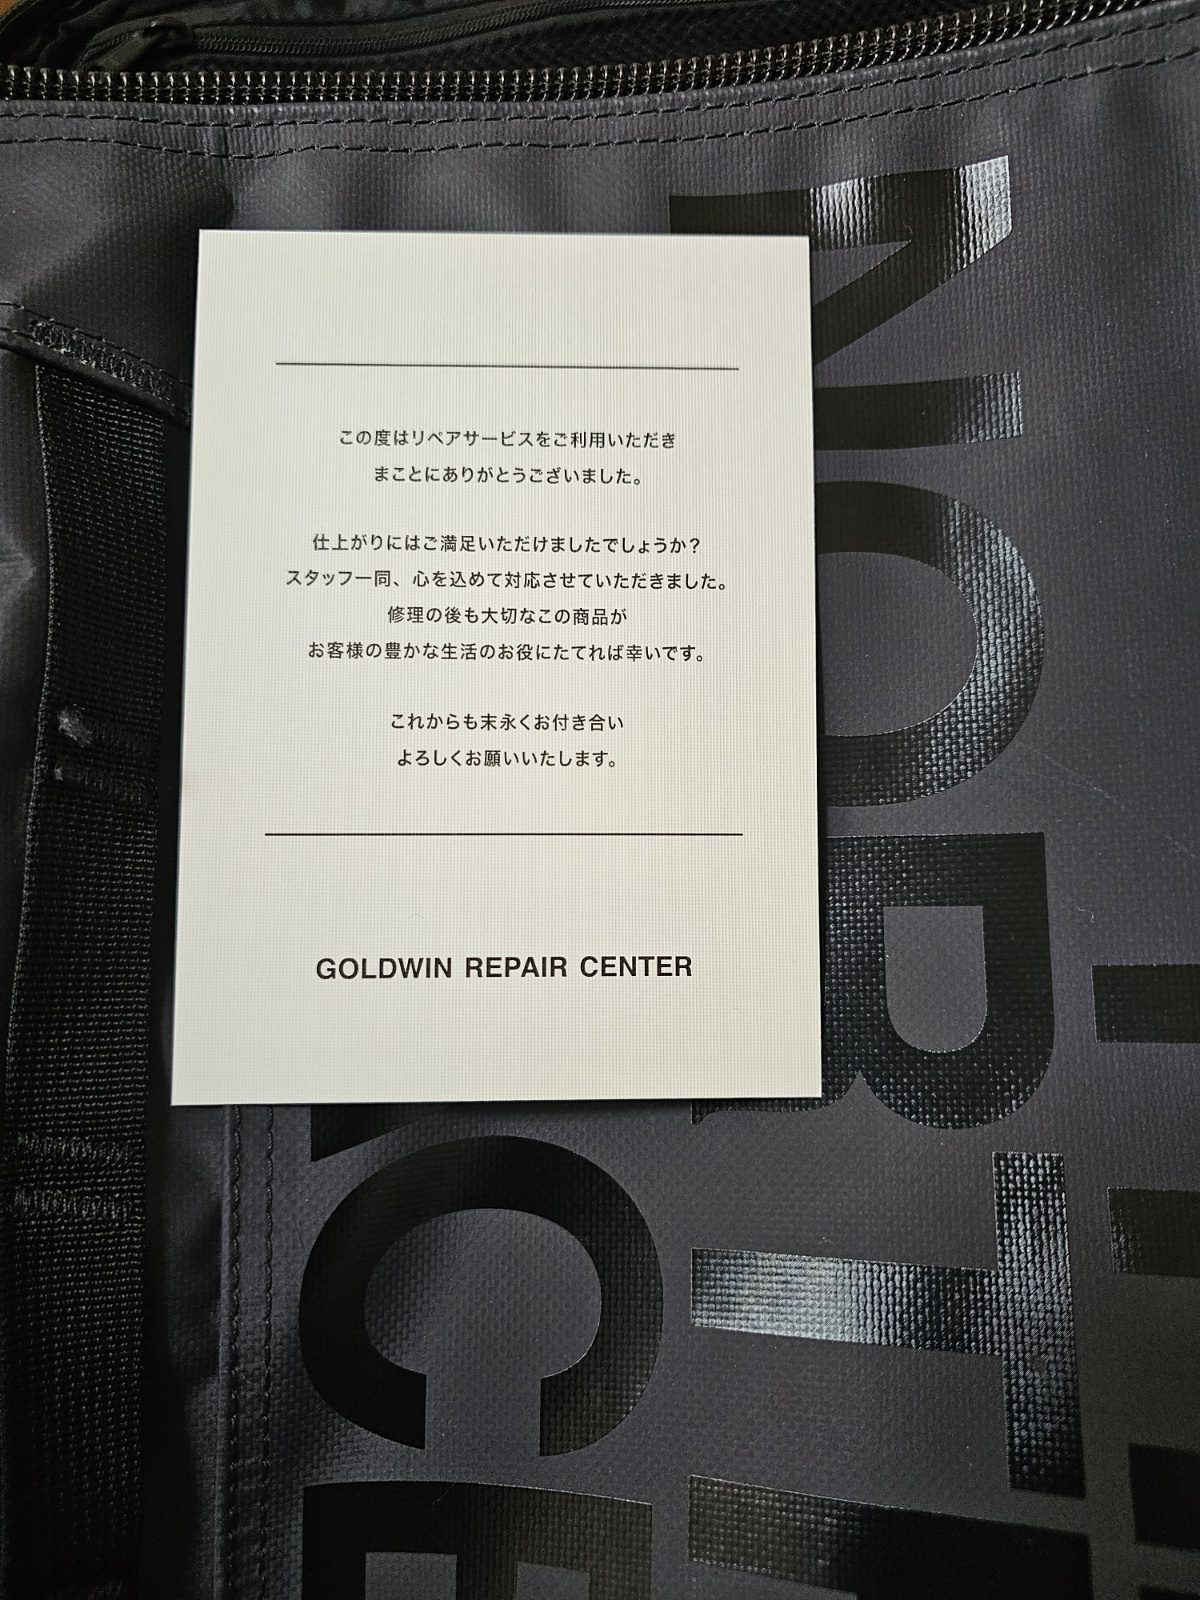 この度はリペアサービスをご利用いただき
まことにありがとうございました。
仕上がりにはご満足いただけましたでしょうか？
スタッフ一同、心を込めて対応させていただきました。
修理の後も大切なこの商品が
お客様の豊かな生活のお役にたてれば幸いです。
これからも末永くお付き合い
よろしくお願いいたします。
GOLDWIN REPAIR CENTER
NORT
CE